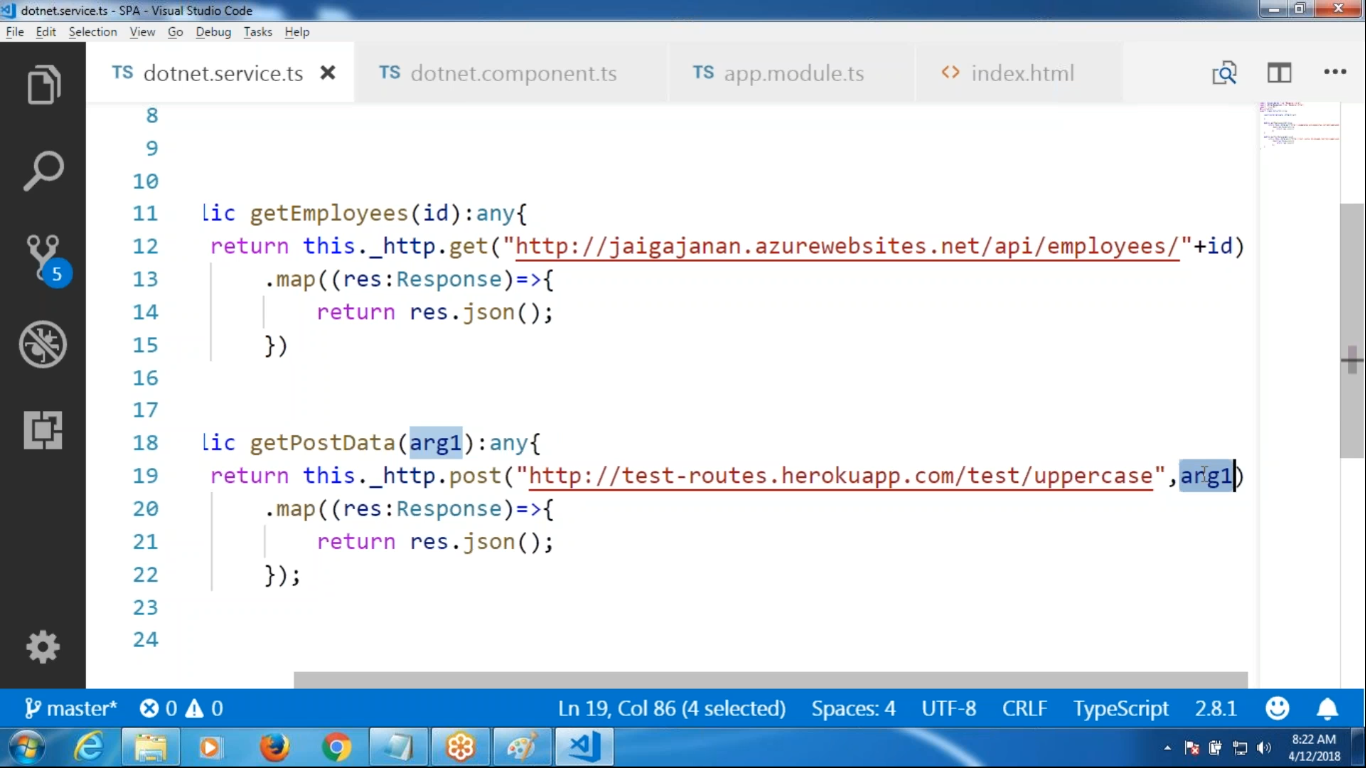 dotnet.service.ts - SPA - Visual Studio Code
File Edit Selection View Go Debug Tasks Help
TS dotnet.service.ts TS dotnet.component.ts TS app.module.ts <> index.html
8
9
10
11 lic getEmployees(id):any{
12 return this._http.get("http://jaigajanan.azurewebsites.net/api/employees/"+id)
13 .map((res:Response)=>{
14 return res.json();
15 })
16
17
18 lic getPostData(arg1):any{
19 return this._http.post("http://test-routes.herokuapp.com/test/uppercase",arg1)
20 .map((res:Response)=>{
21 return res.json();
22 });
23
24
5
master* 0 0 Ln 19, Col 86 (4 selected) Spaces: 4 UTF-8 CRLF TypeScript 2.8.1
8:22 AM
4/12/2018